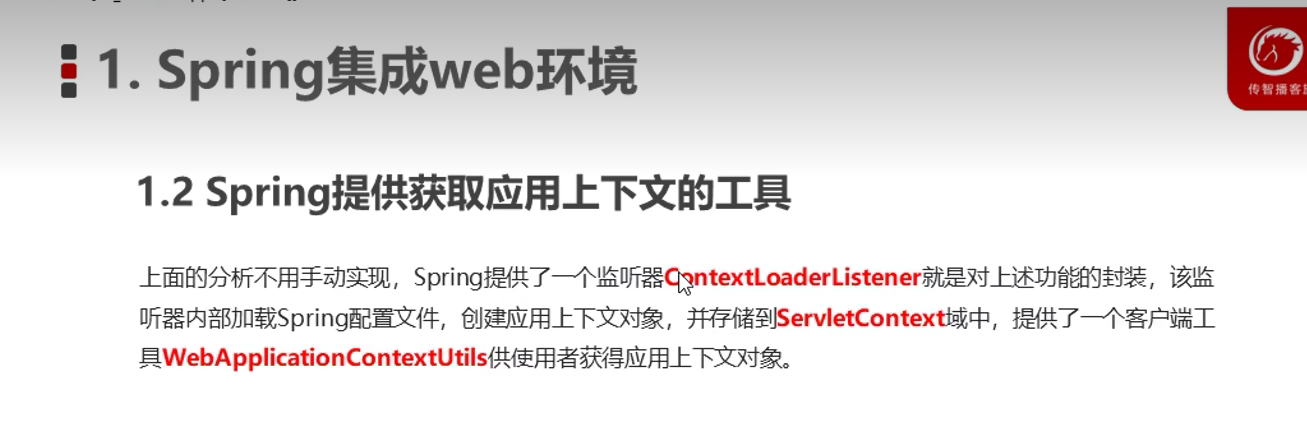 1. Spring集成web环境
传智播客
1.2 Spring提供获取应用上下文的工具
上面的分析不用手动实现，Spring提供了一个监听器ContextLoaderListener就是对上述功能的封装，该监
听器内部加载Spring配置文件，创建应用上下文对象，并存储到ServletContext域中，提供了一个客户端工
具WebApplicationContextUtils供使用者获得应用上下文对象。